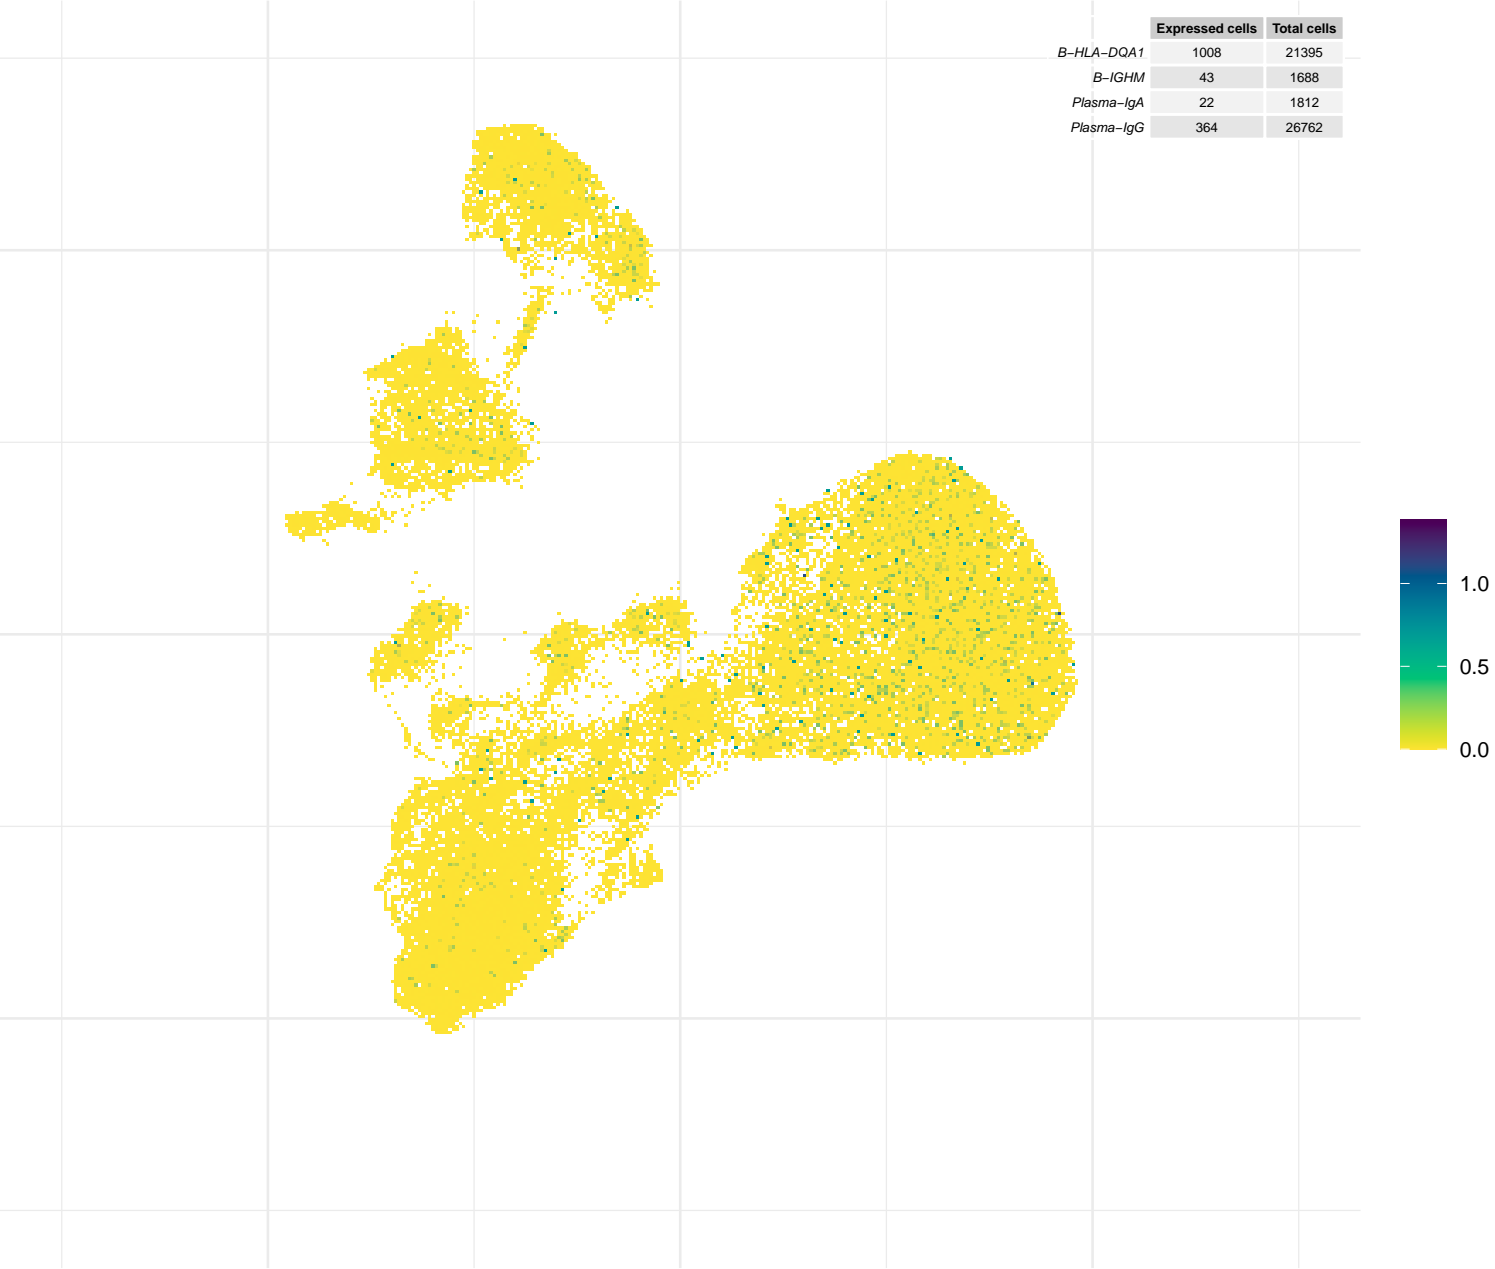 Expressed cells Total cells
B−HLA−DQA1 1008 21395
B−IGHM 43 1688
Plasma−IgA 22 1812
Plasma−IgG 364 26762
1.0
0.5
0.0